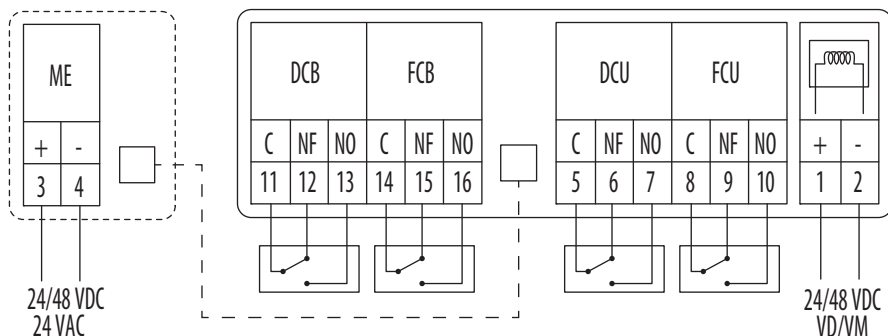 ME
+ -
3 4
24/48 VDC
24 VAC
DCB FCB DCU FCU
C NF NO C NF NO C NF NO C NF NO + -
11 12 13 14 15 16 5 6 7 8 9 10 1 2
24/48 VDC
VD/VM